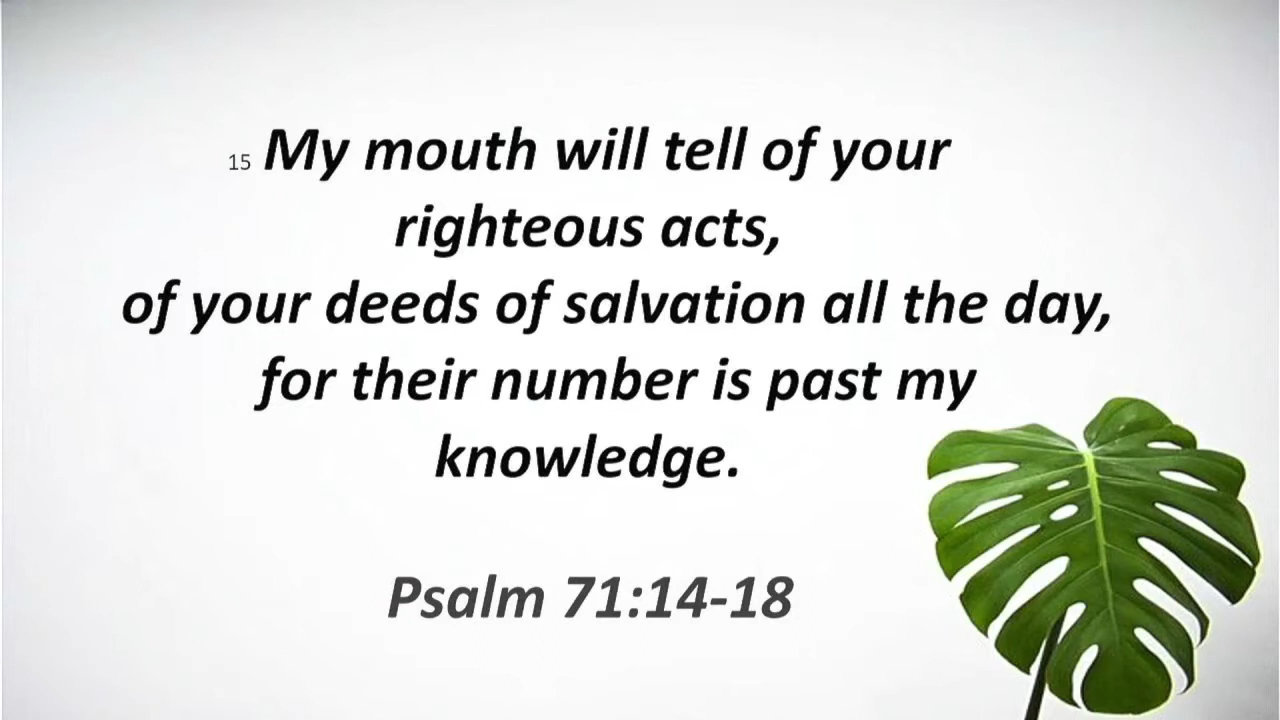 15 My mouth will tell of your
righteous acts,
of your deeds of salvation all the day,
for their number is past my
knowledge.
Psalm 71:14-18